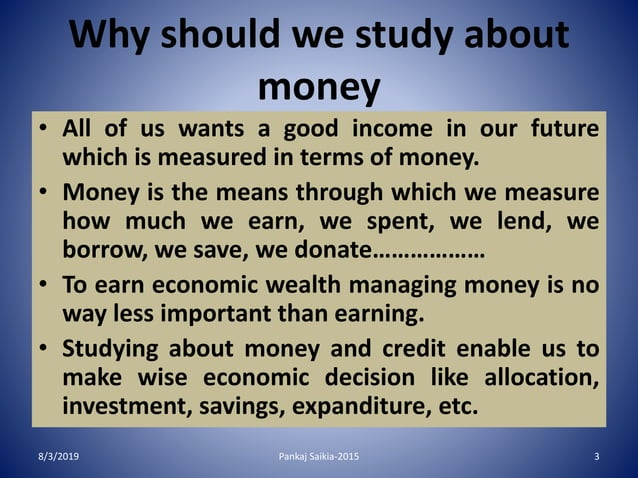 Why should we study about
money
• All of us wants a good income in our future
which is measured in terms of money.
• Money is the means through which we measure
how much we earn, we spent, we lend, we
borrow, we save, we donate………………
• To earn economic wealth managing money is no
way less important than earning.
• Studying about money and credit enable us to
make wise economic decision like allocation,
investment, savings, expanditure, etc.
8/3/2019 Pankaj Saikia-2015 3